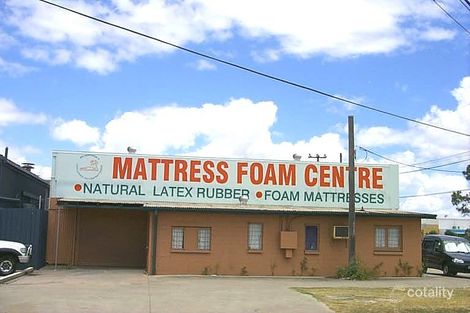 MATTRESS FOAM CENTRE
• NATURAL LATEX RUBBER • FOAM MATTRESSES
cotality